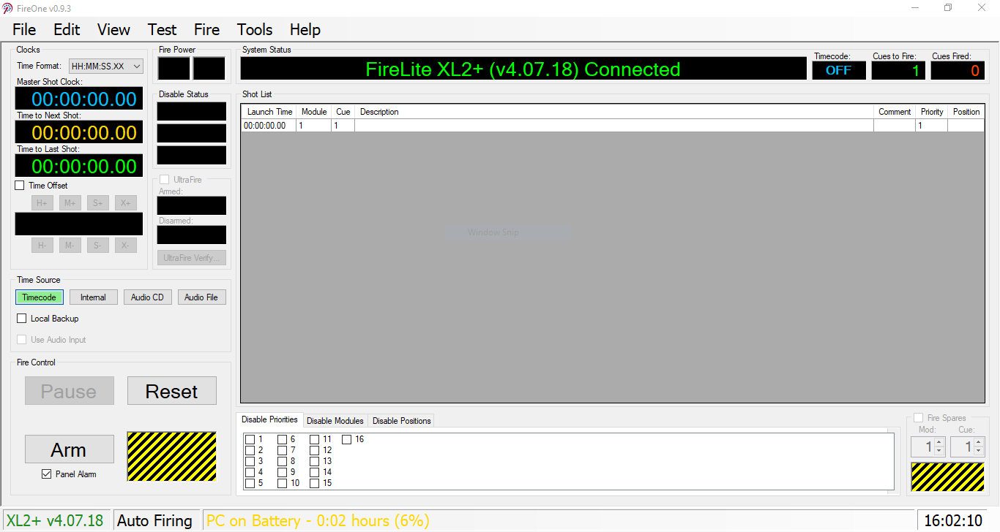 FireOne v0.9.3
File Edit View Test Fire Tools Help
Clocks
Time Format: HH:MM:SS.XX
Master Shot Clock:
00:00:00.00
Time to Next Shot:
00:00:00.00
Time to Last Shot:
00:00:00.00
Time Offset
H+ M+ S+ X+
H- M- S- X-
Fire Power
Disable Status
UltraFire
Armed:
Disarmed:
UltraFire Verify...
Time Source
Timecode Internal Audio CD Audio File
Local Backup
Use Audio Input
Fire Control
Pause Reset
Arm
Panel Alarm
System Status
FireLite XL2+ (v4.07.18) Connected
Timecode: Cues to Fire: Cues Fired:
OFF 1 0
Shot List
Launch Time Module Cue Description Comment Priority Position
00:00:00.00 1 1 1
Window Snip
Disable Priorities Disable Modules Disable Positions
1 6 11 16
2 7 12
3 8 13
4 9 14
5 10 15
Fire Spares
Mod: Cue:
1 1
XL2+ v4.07.18 Auto Firing PC on Battery - 0:02 hours (6%) 16:02:10